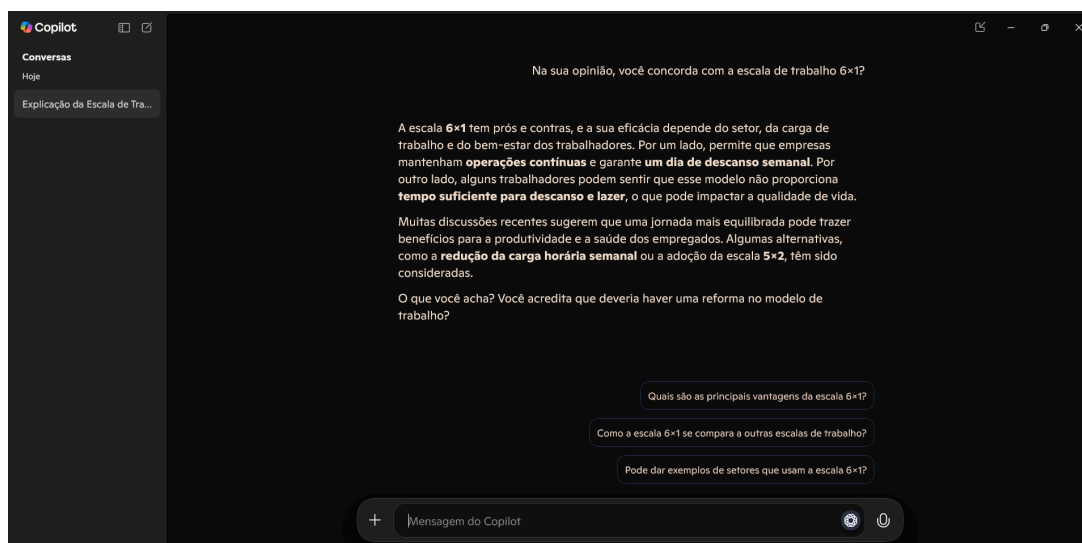 Copilot
Conversas
Hoje
Explicação da Escala de Tra...
Na sua opinião, você concorda com a escala de trabalho 6×1?
A escala 6×1 tem prós e contras, e a sua eficácia depende do setor, da carga de
trabalho e do bem-estar dos trabalhadores. Por um lado, permite que empresas
mantenham operações contínuas e garante um dia de descanso semanal. Por
outro lado, alguns trabalhadores podem sentir que esse modelo não proporciona
tempo suficiente para descanso e lazer, o que pode impactar a qualidade de vida.
Muitas discussões recentes sugerem que uma jornada mais equilibrada pode trazer
benefícios para a produtividade e a saúde dos empregados. Algumas alternativas,
como a redução da carga horária semanal ou a adoção da escala 5×2, têm sido
consideradas.
O que você acha? Você acredita que deveria haver uma reforma no modelo de
trabalho?
Quais são as principais vantagens da escala 6×1?
Como a escala 6×1 se compara a outras escalas de trabalho?
Pode dar exemplos de setores que usam a escala 6×1?
Mensagem do Copilot